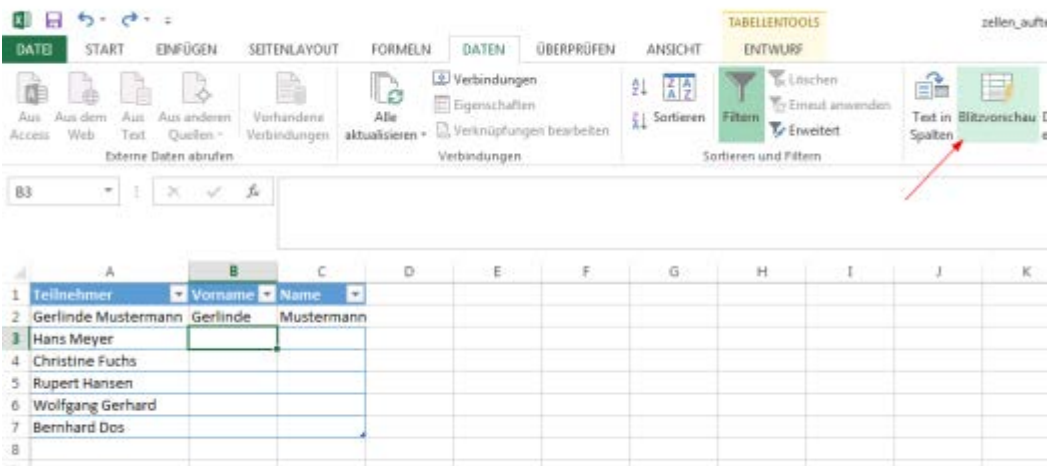 TABELLENTOOLS zellen_aufte
DATEI START EINFÜGEN SEITENLAYOUT FORMELN DATEN ÜBERPRÜFEN ANSICHT ENTWURF
Verbindungen Löschen
Eigenschaften Erneut anwenden
Aus Aus dem Aus Aus anderen Vorhandene Alle Sortieren Filtern Text in Blitzvorschau
Access Web Text Quellen Verbindungen aktualisieren Verknüpfungen bearbeiten Erweitert Spalten
Externe Daten abrufen Verbindungen Sortieren und Filtern
B3 fx
A B C D E F G H I J K
1 Teilnehmer Vorname Name
2 Gerlinde Mustermann Gerlinde Mustermann
3 Hans Meyer
4 Christine Fuchs
5 Rupert Hansen
6 Wolfgang Gerhard
7 Bernhard Dos
8